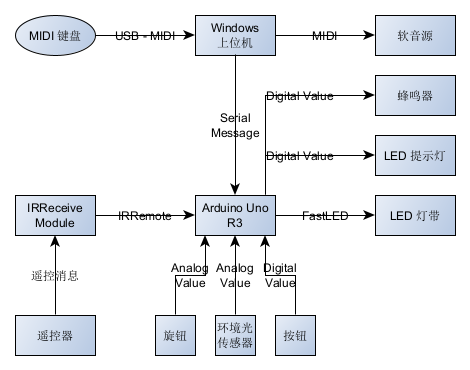 MIDI 键盘
USB - MIDI
Windows
上位机
MIDI
软音源
Digital Value
蜂鸣器
Serial
Message
Digital Value
LED 提示灯
IRReceive
Module
IRRemote
Arduino Uno
R3
FastLED
LED 灯带
遥控消息
Analog
Value
Analog
Value
Digital
Value
遥控器
旋钮
环境光
传感器
按钮